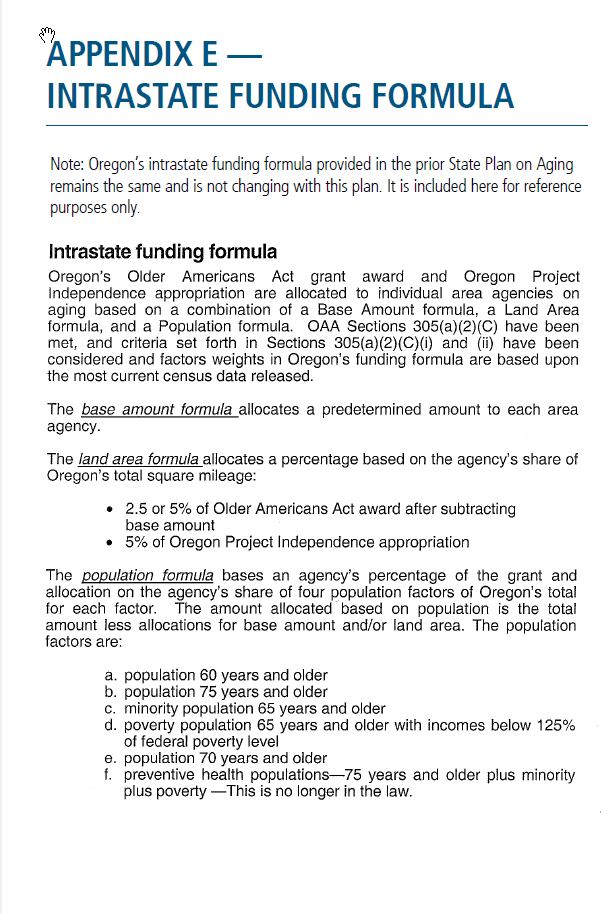 APPENDIX E —
INTRASTATE FUNDING FORMULA
Note: Oregon's intrastate funding formula provided in the prior State Plan on Aging
remains the same and is not changing with this plan. It is included here for reference
purposes only.
Intrastate funding formula
Oregon's Older Americans Act grant award and Oregon Project
Independence appropriation are allocated to individual area agencies on
aging based on a combination of a Base Amount formula, a Land Area
formula, and a Population formula. OAA Sections 305(a)(2)(C) have been
met, and criteria set forth in Sections 305(a)(2)(C)(i) and (ii) have been
considered and factors weights in Oregon's funding formula are based upon
the most current census data released.
The base amount formula allocates a predetermined amount to each area
agency.
The land area formula allocates a percentage based on the agency's share of
Oregon's total square mileage:
• 2.5 or 5% of Older Americans Act award after subtracting
base amount
• 5% of Oregon Project Independence appropriation
The population formula bases an agency's percentage of the grant and
allocation on the agency's share of four population factors of Oregon's total
for each factor. The amount allocated based on population is the total
amount less allocations for base amount and/or land area. The population
factors are:
a. population 60 years and older
b. population 75 years and older
c. minority population 65 years and older
d. poverty population 65 years and older with incomes below 125%
of federal poverty level
e. population 70 years and older
f. preventive health populations—75 years and older plus minority
plus poverty —This is no longer in the law.